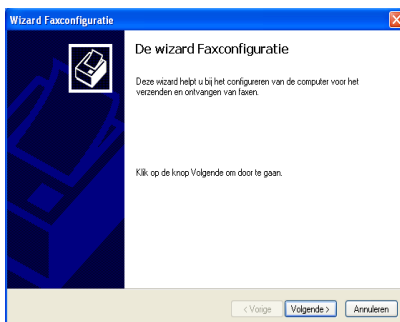 Wizard Faxconfiguratie
De wizard Faxconfiguratie
Deze wizard helpt u bij het configureren van de computer voor het
verzenden en ontvangen van faxen.
Klik op de knop Volgende om door te gaan.
< Vorige
Volgende >
Annuleren